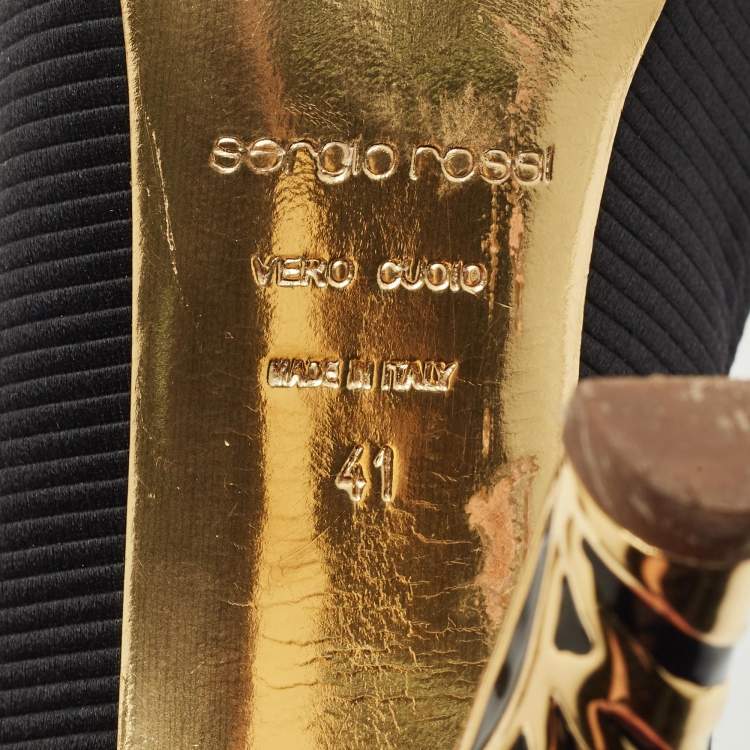 sergio rossi
VERO CUOIO
MADE IN ITALY
41